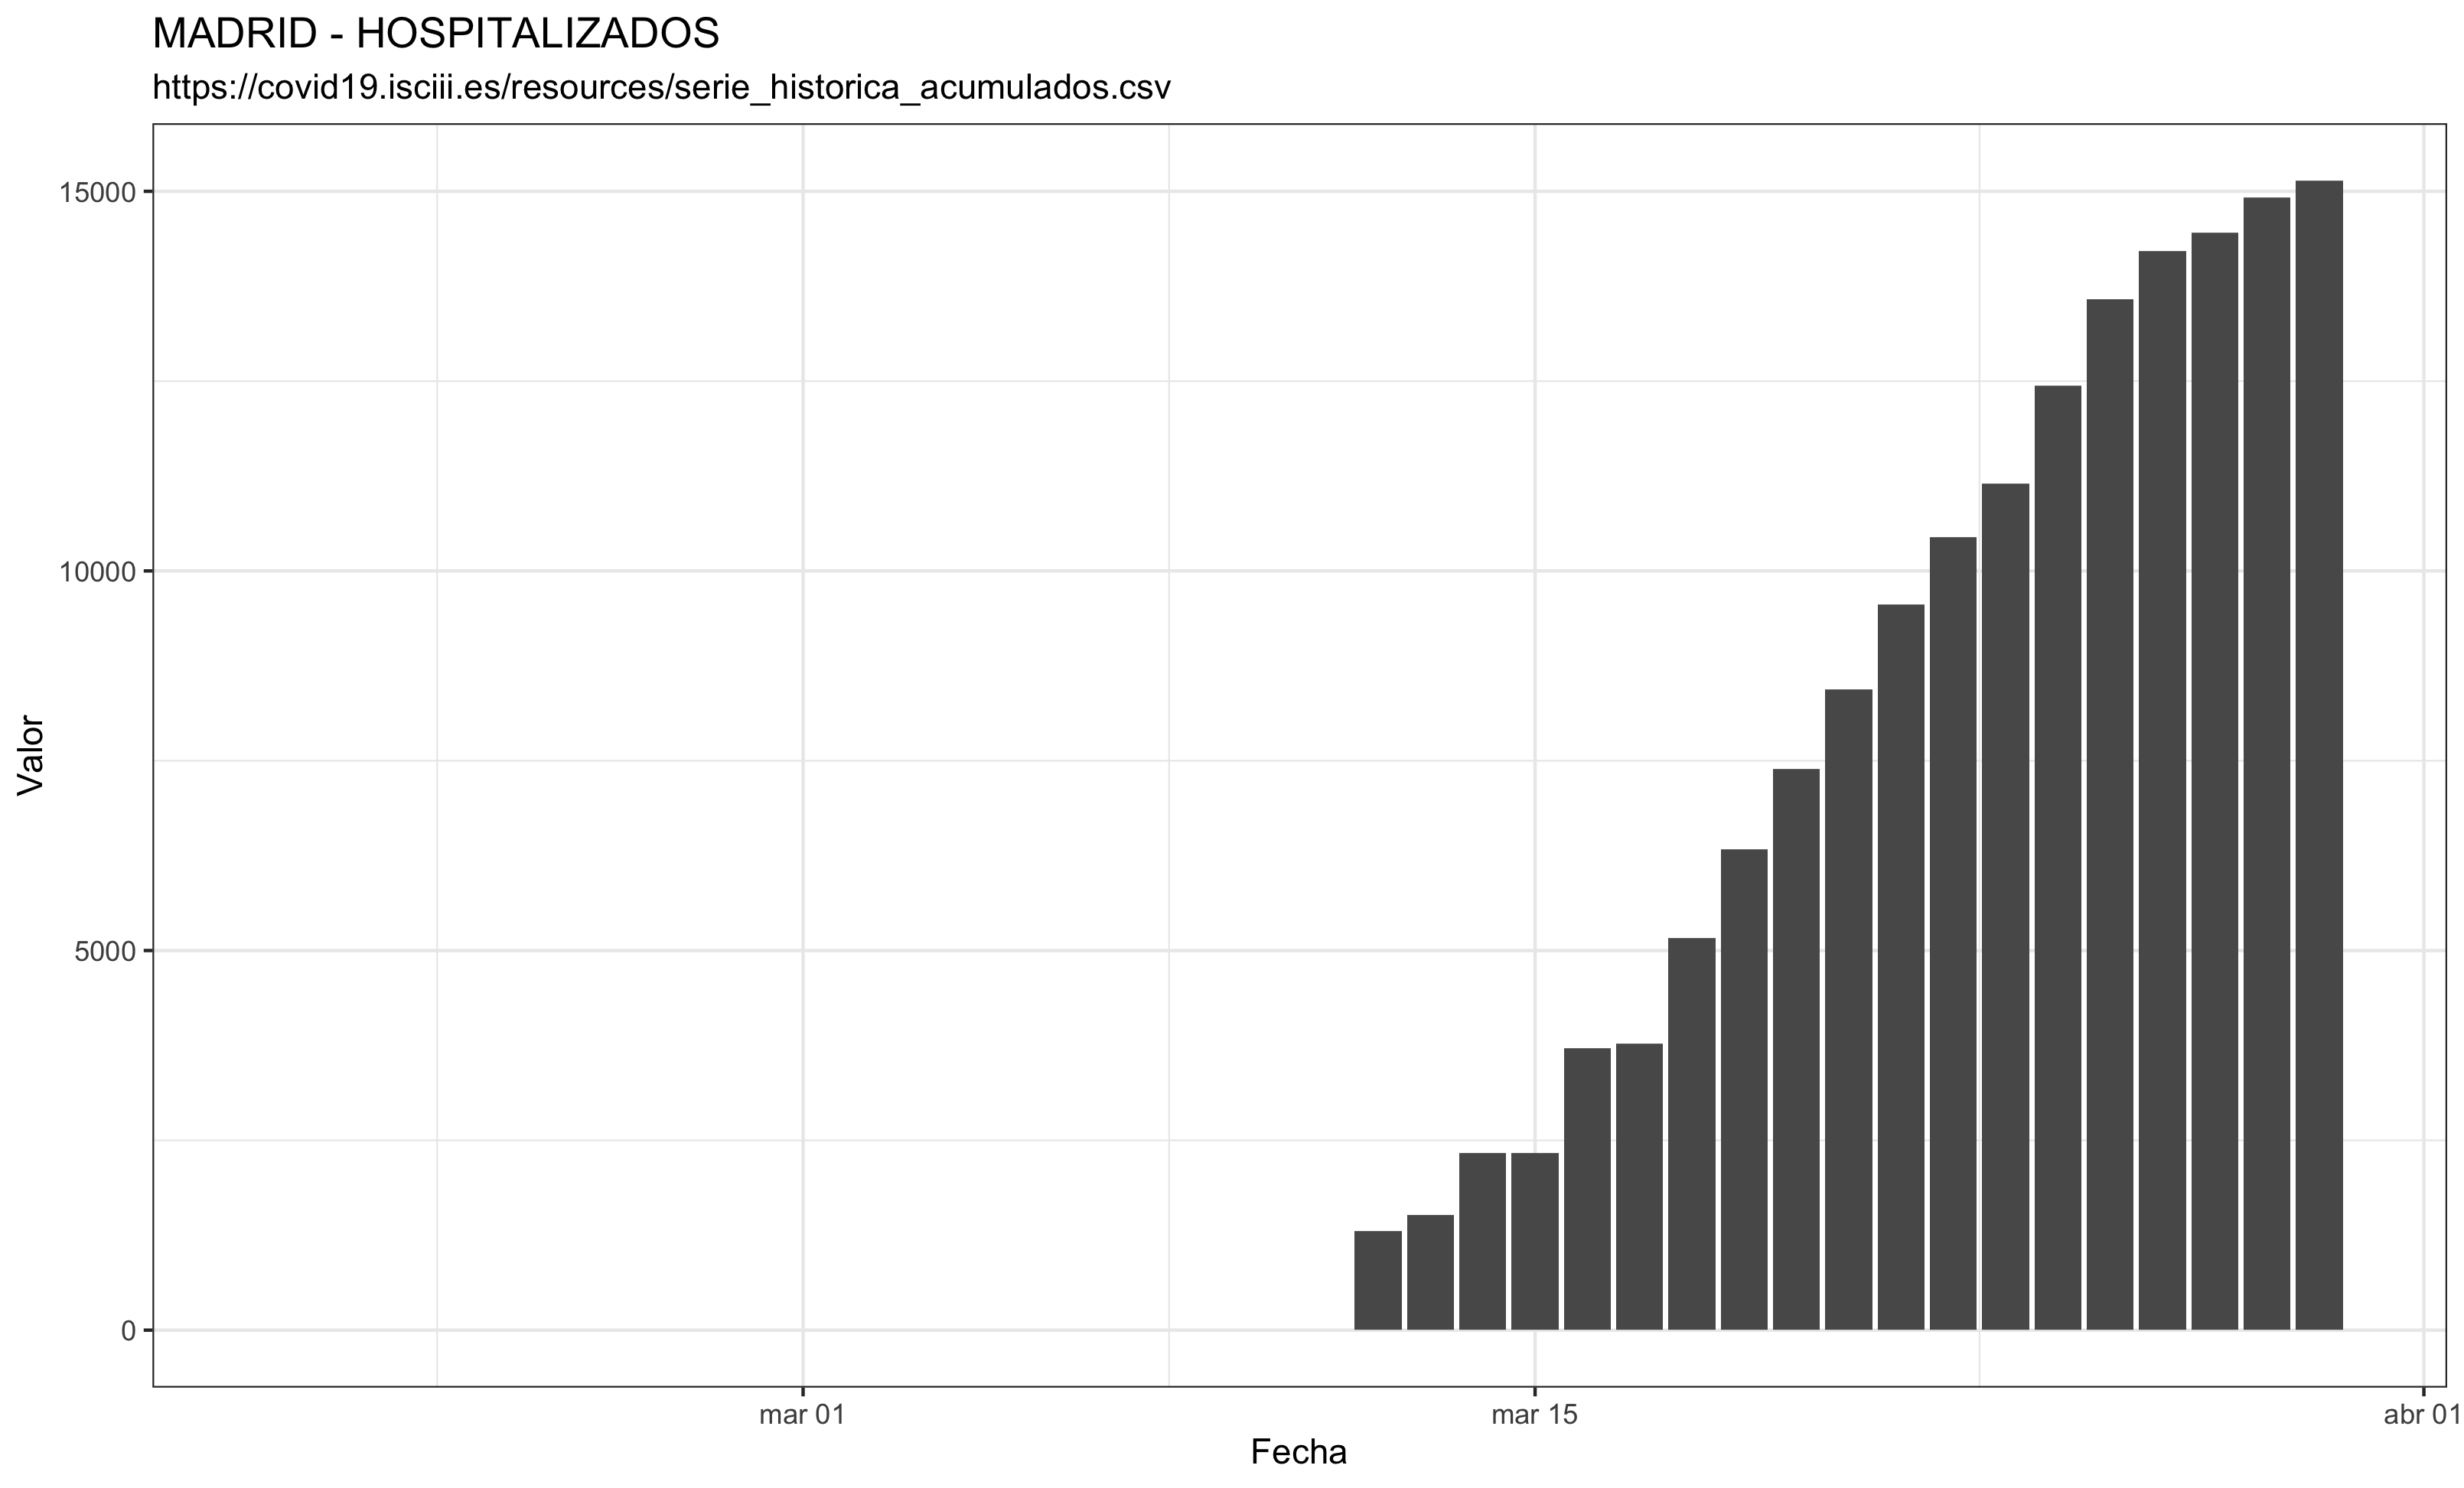 MADRID - HOSPITALIZADOS
https://covid19.isciii.es/resources/serie_historica_acumulados.csv
15000
10000
5000
0
Valor
mar 01
mar 15
abr 01
Fecha